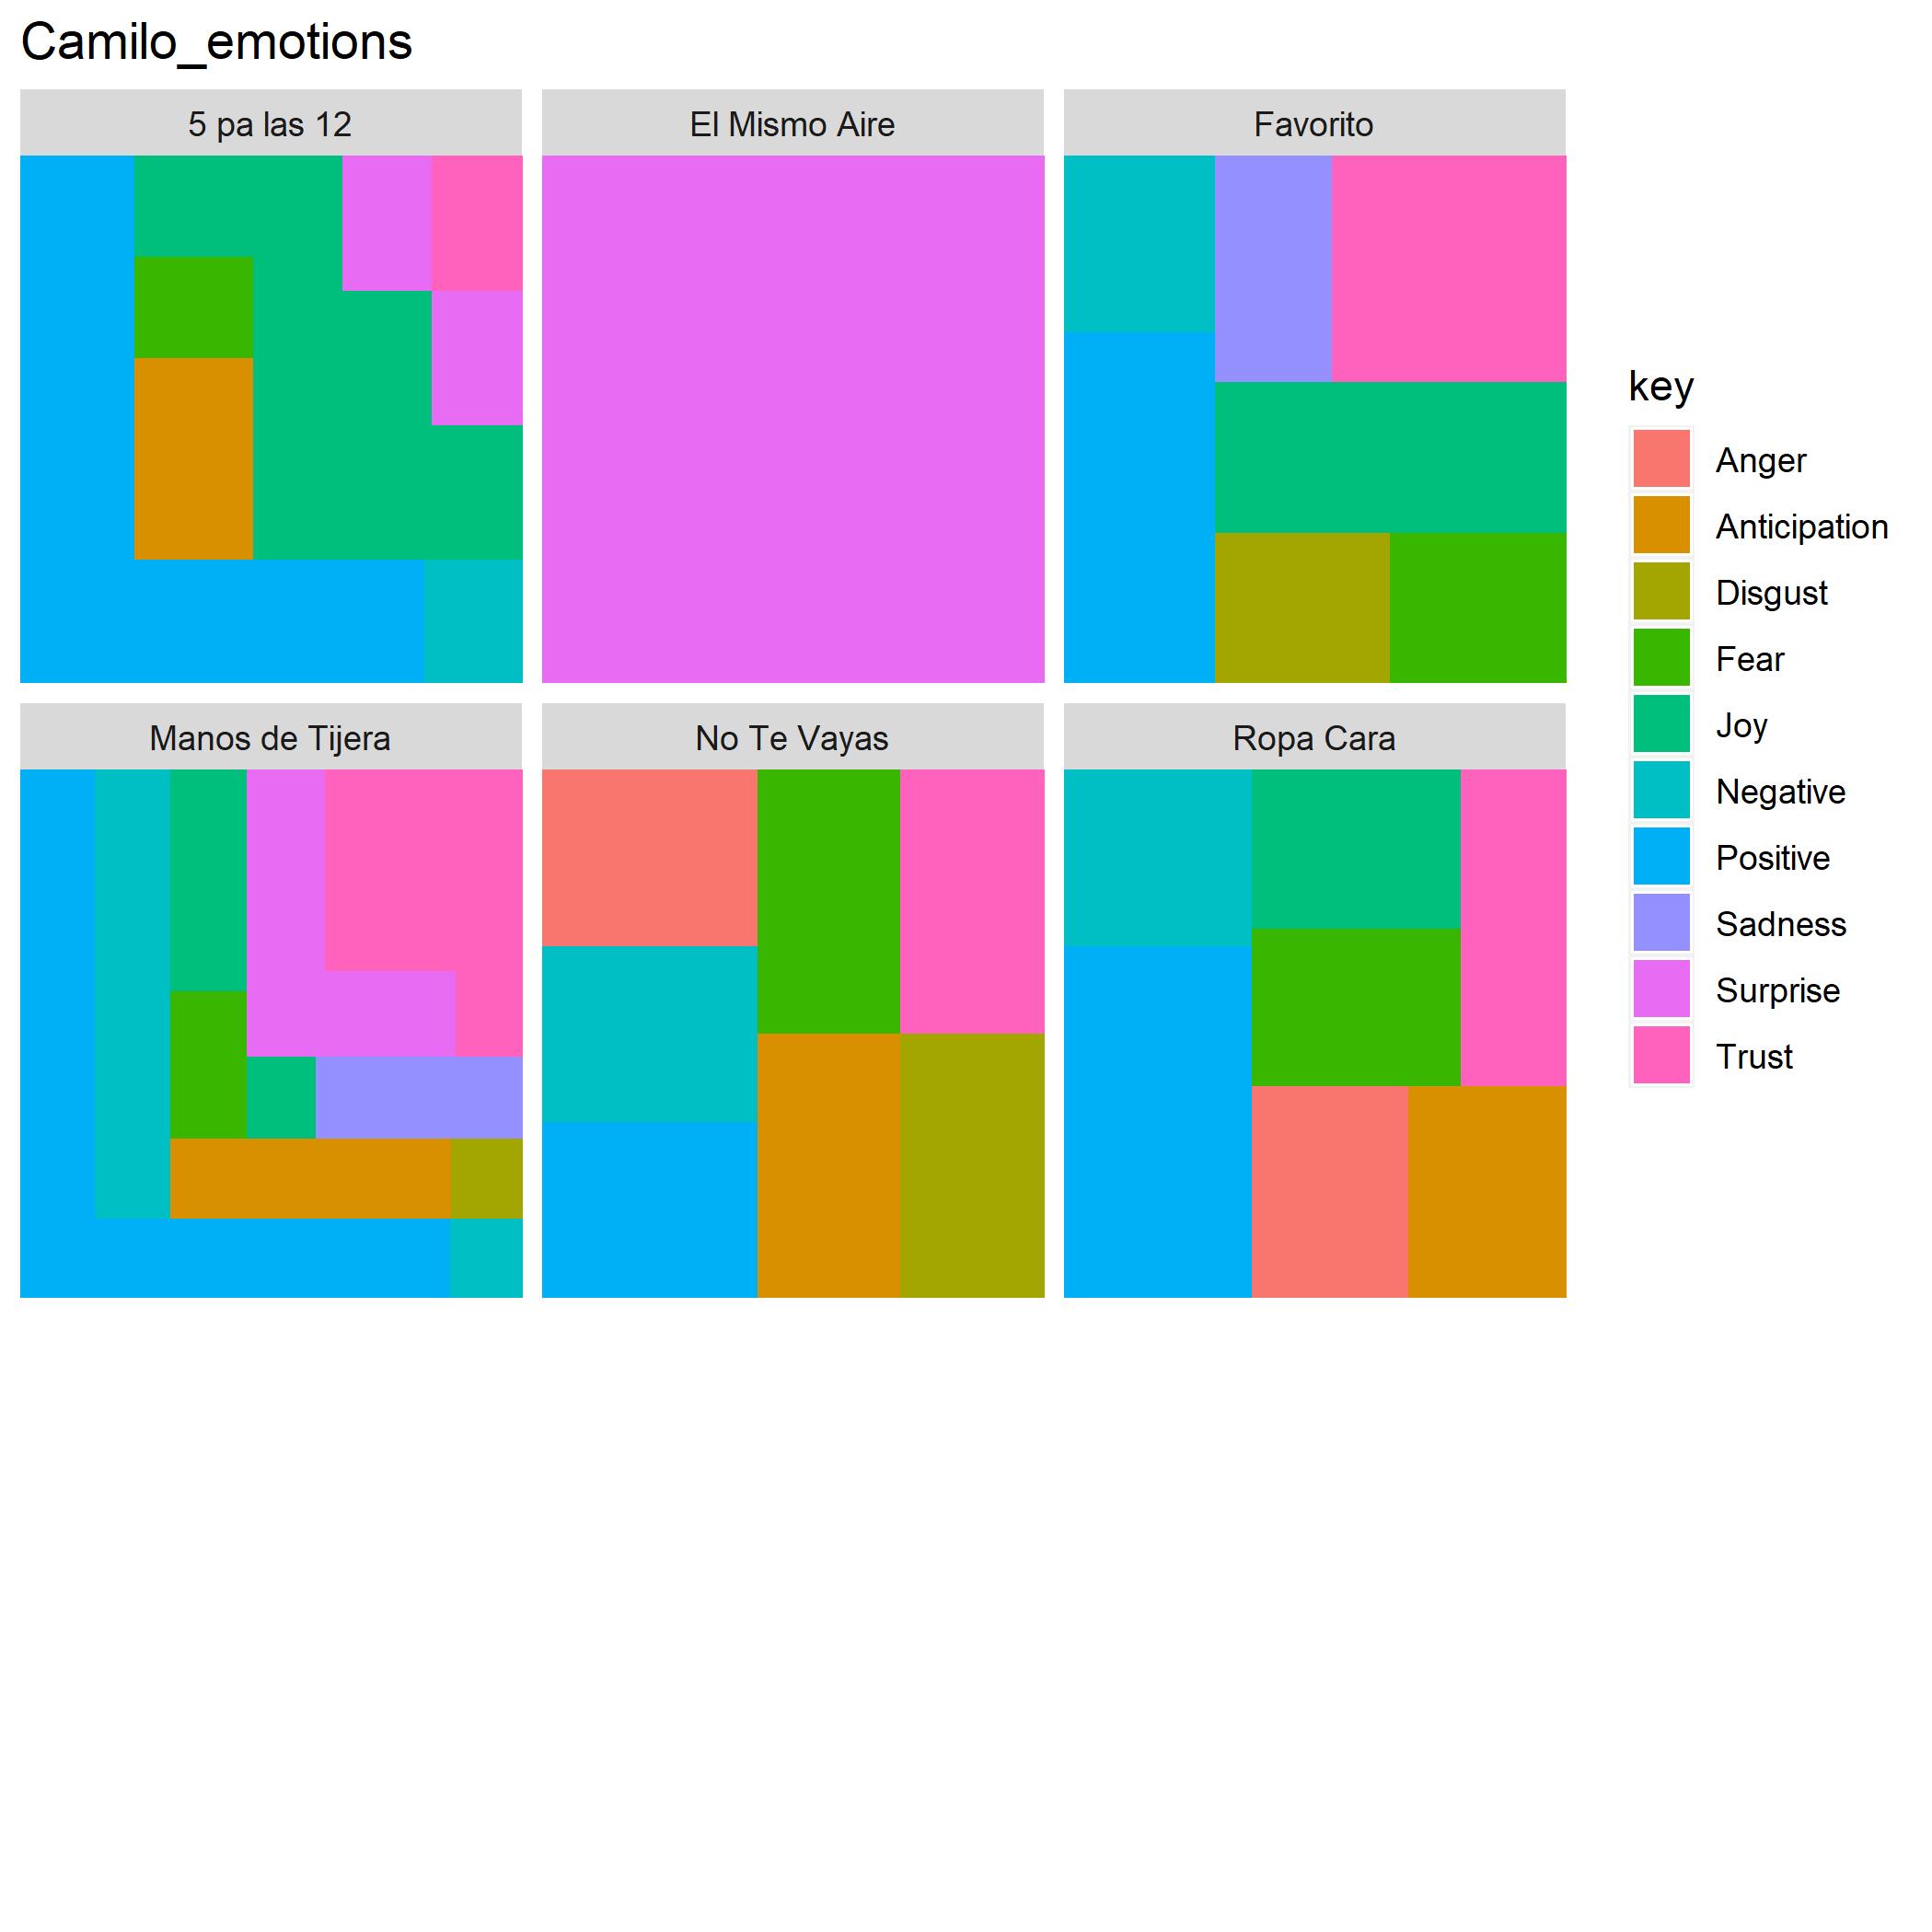 Camilo_emotions
5 pa las 12
El Mismo Aire
Favorito
Manos de Tijera
No Te Vayas
Ropa Cara
key
Anger
Anticipation
Disgust
Fear
Joy
Negative
Positive
Sadness
Surprise
Trust